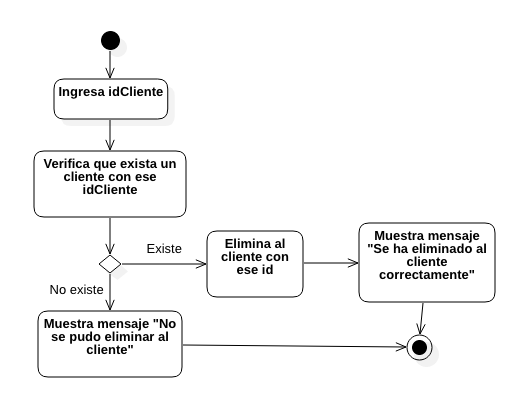 Ingresa idCliente
Verifica que exista un
cliente con ese
idCliente
Existe
Elimina al
cliente con
ese id
Muestra mensaje
"Se ha eliminado al
cliente
correctamente"
No existe
Muestra mensaje "No
se pudo eliminar al
cliente"